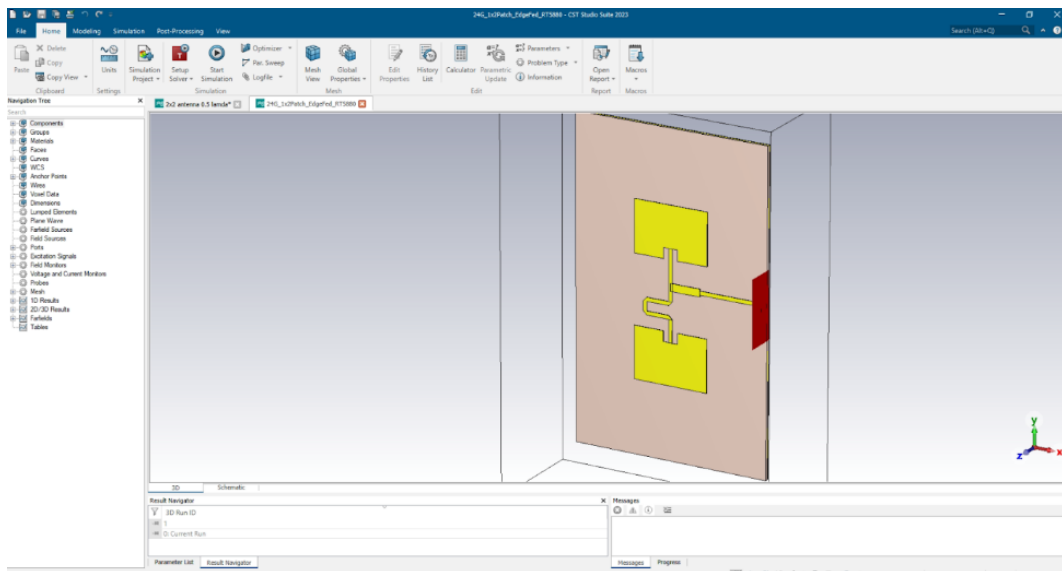 24G_1x2Patch_EdgeFed_RT5880 - CST Studio Suite 2023
File Home Modeling Simulation Post-Processing View Search (Alt+Q)
Paste
Delete
Copy
Copy View
Clipboard
Units
Settings
Simulation Project
Setup Solver
Start Simulation
Optimizer
Par. Sweep
Logfile
Simulation
Mesh View
Global Properties
Mesh
Edit Properties
History List
Calculator
Parametric Update
Parameters
Problem Type
Information
Edit
Open Report
Report
Macros
Macros
Navigation Tree
Search
Components
Groups
Materials
Faces
Curves
WCS
Anchor Points
Wires
Voxel Data
Dimensions
Lumped Elements
Plane Wave
Farfield Sources
Field Sources
Ports
Excitation Signals
Field Monitors
Voltage and Current Monitors
Probes
Mesh
1D Results
2D/3D Results
Farfields
Tables
2x2 antenna 0.5 lamda*
24G_1x2Patch_EdgeFed_RT5880
y
z
x
3D Schematic
Result Navigator
3D Run ID
1
0: Current Run
Parameter List Result Navigator
Messages
Messages Progress